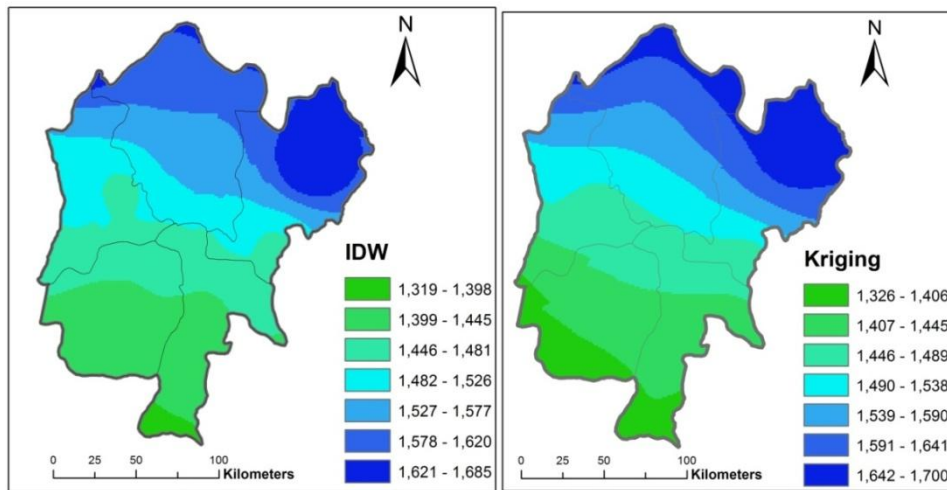 N
IDW
1,319 - 1,398
1,399 - 1,445
1,446 - 1,481
1,482 - 1,526
1,527 - 1,577
1,578 - 1,620
1,621 - 1,685
0 25 50 100
Kilometers
N
Kriging
1,326 - 1,406
1,407 - 1,445
1,446 - 1,489
1,490 - 1,538
1,539 - 1,590
1,591 - 1,641
1,642 - 1,700
0 25 50 100
Kilometers